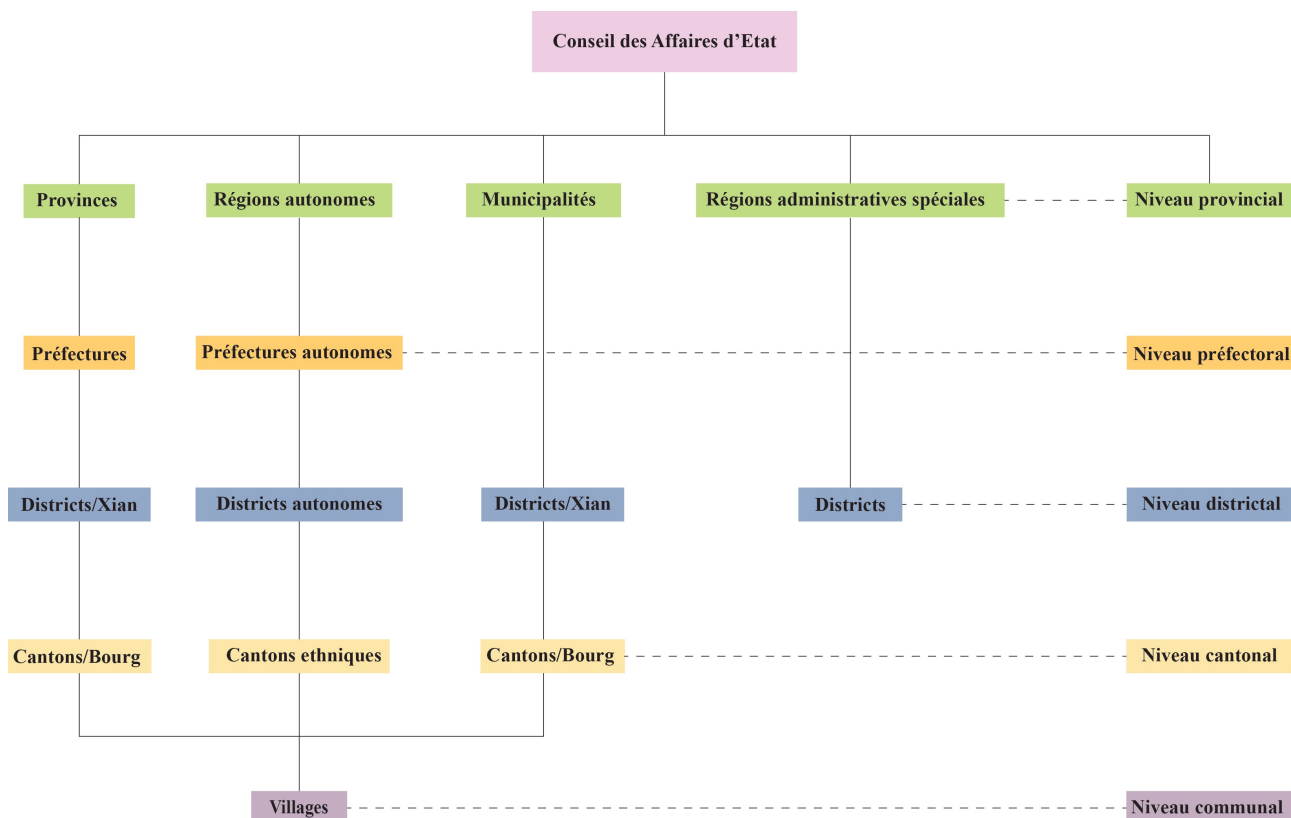 Conseil des Affaires d’Etat
Provinces
Régions autonomes
Municipalités
Régions administratives spéciales
Niveau provincial
Préfectures
Préfectures autonomes
Niveau préfectoral
Districts/Xian
Districts autonomes
Districts/Xian
Districts
Niveau districtal
Cantons/Bourg
Cantons ethniques
Cantons/Bourg
Niveau cantonal
Villages
Niveau communal